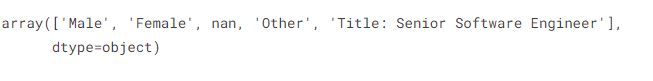 array(['Male', 'Female', nan, 'Other', 'Title: Senior Software Engineer'],
dtype=object)